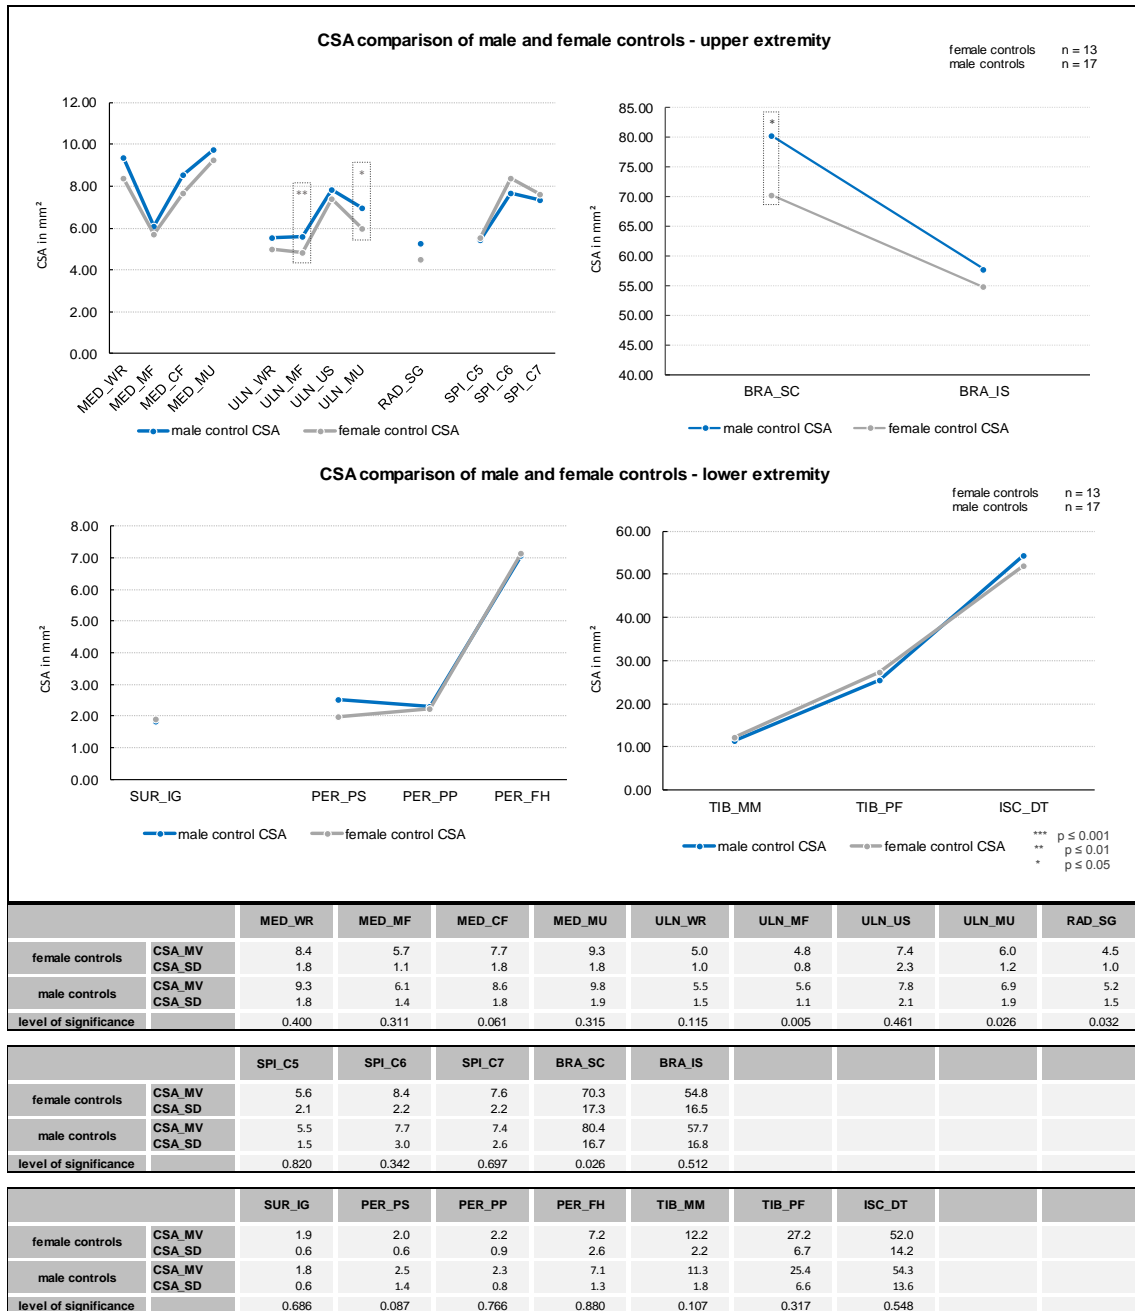 CSA comparison of male and female controls - upper extremity
female controls n = 13
male controls n = 17
12.00
10.00
8.00
6.00
4.00
2.00
0.00
CSA in mm²
**
*
MED_WR MED_MF MED_CF MED_MU ULN_WR ULN_MF ULN_US ULN_MU RAD_SG SPI_C5 SPI_C6 SPI_C7
male control CSA female control CSA
85.00
80.00
75.00
70.00
65.00
60.00
55.00
50.00
45.00
40.00
CSA in mm²
*
BRA_SC BRA_IS
male control CSA female control CSA
CSA comparison of male and female controls - lower extremity
female controls n = 13
male controls n = 17
8.00
7.00
6.00
5.00
4.00
3.00
2.00
1.00
0.00
CSA in mm²
SUR_IG PER_PS PER_PP PER_FH
male control CSA female control CSA
60.00
50.00
40.00
30.00
20.00
10.00
0.00
CSA in mm²
TIB_MM TIB_PF ISC_DT
male control CSA female control CSA
*** p ≤ 0.001
** p ≤ 0.01
* p ≤ 0.05
MED_WR MED_MF MED_CF MED_MU ULN_WR ULN_MF ULN_US ULN_MU RAD_SG
female controls CSA_MV 8.4 5.7 7.7 9.3 5.0 4.8 7.4 6.0 4.5
CSA_SD 1.8 1.1 1.8 1.8 1.0 0.8 2.3 1.2 1.0
male controls CSA_MV 9.3 6.1 8.6 9.8 5.5 5.6 7.8 6.9 5.2
CSA_SD 1.8 1.4 1.8 1.9 1.5 1.1 2.1 1.9 1.5
level of significance 0.400 0.311 0.061 0.315 0.115 0.005 0.461 0.026 0.032
SPI_C5 SPI_C6 SPI_C7 BRA_SC BRA_IS
female controls CSA_MV 5.6 8.4 7.6 70.3 54.8
CSA_SD 2.1 2.2 2.2 17.3 16.5
male controls CSA_MV 5.5 7.7 7.4 80.4 57.7
CSA_SD 1.5 3.0 2.6 16.7 16.8
level of significance 0.820 0.342 0.697 0.026 0.512
SUR_IG PER_PS PER_PP PER_FH TIB_MM TIB_PF ISC_DT
female controls CSA_MV 1.9 2.0 2.2 7.2 12.2 27.2 52.0
CSA_SD 0.6 0.6 0.9 2.6 2.2 6.7 14.2
male controls CSA_MV 1.8 2.5 2.3 7.1 11.3 25.4 54.3
CSA_SD 0.6 1.4 0.8 1.3 1.8 6.6 13.6
level of significance 0.686 0.087 0.766 0.880 0.107 0.317 0.548